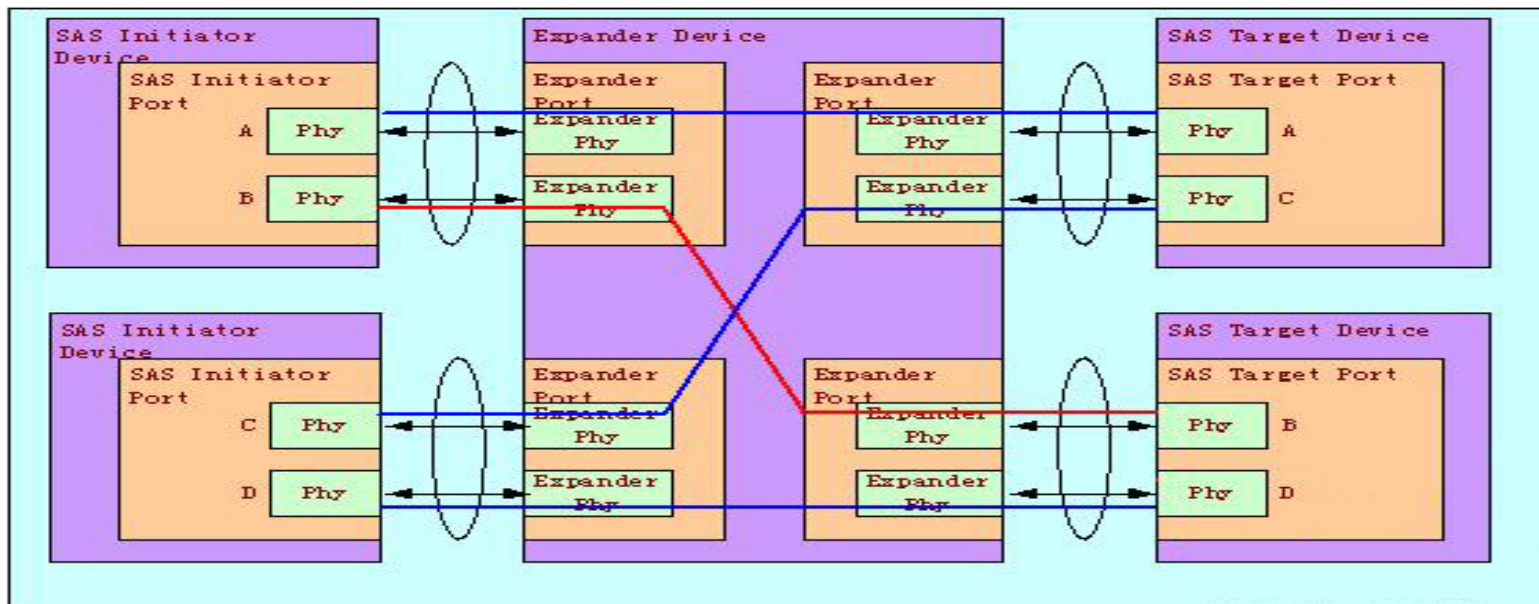 SAS Initiator
Device
SAS Initiator
Port
A
Phy
B
Phy
SAS Initiator
Device
SAS Initiator
Port
C
Phy
D
Phy
Expander Device
Expander
Port
Expander
Phy
Expander
Phy
Expander
Port
Expander
Phy
Expander
Phy
Expander
Port
Expander
Phy
Expander
Phy
Expander
Port
Expander
Phy
Expander
Phy
SAS Target Device
SAS Target Port
Phy
A
Phy
C
SAS Target Device
SAS Target Port
Phy
B
Phy
D